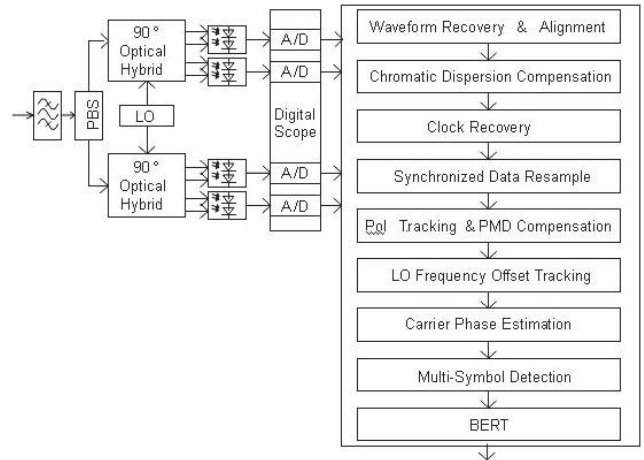 90°
Optical
Hybrid
PBS
LO
90°
Optical
Hybrid
A/D
A/D
Digital
Scope
A/D
A/D
Waveform Recovery & Alignment
Chromatic Dispersion Compensation
Clock Recovery
Synchronized Data Resample
Pol Tracking & PMD Compensation
LO Frequency Offset Tracking
Carrier Phase Estimation
Multi-Symbol Detection
BERT